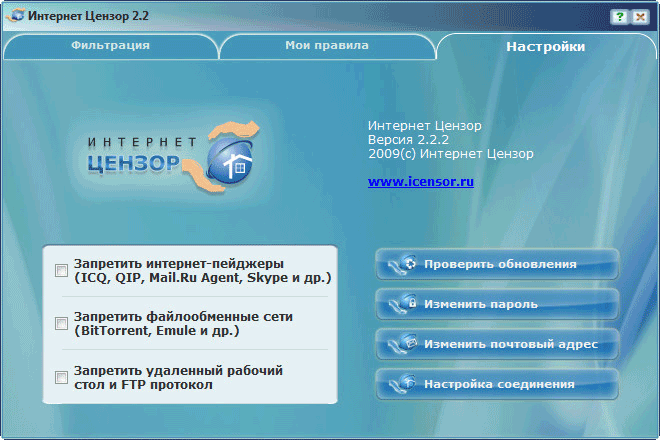 Интернет Цензор 2.2
Фильтрация
Мои правила
Настройки
ИНТЕРНЕТ
ЦЕНЗОР
Интернет Цензор
Версия 2.2.2
2009(c) Интернет Цензор
www.icensor.ru
Запретить интернет-пейджеры
(ICQ, QIP, Mail.Ru Agent, Skype и др.)
Запретить файлообменные сети
(BitTorrent, Emule и др.)
Запретить удаленный рабочий
стол и FTP протокол
Проверить обновления
Изменить пароль
Изменить почтовый адрес
Настройка соединения